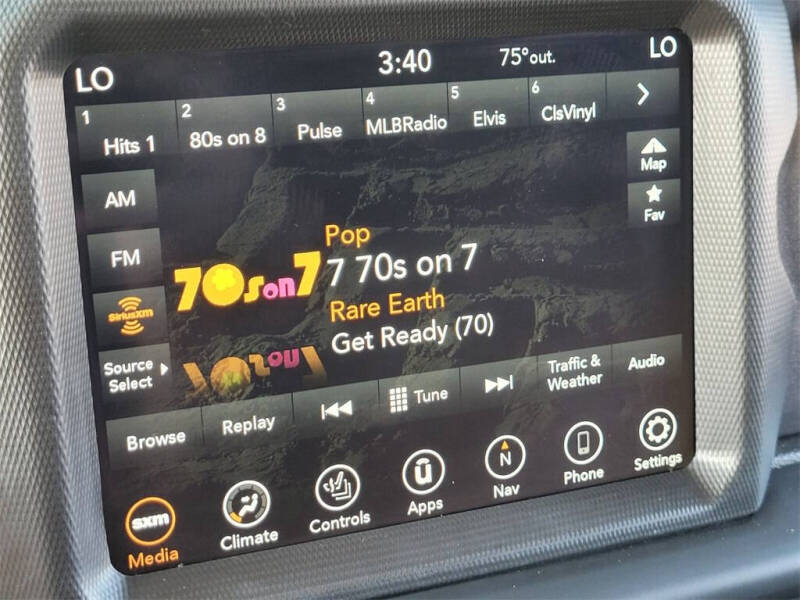 LO
3:40
75°out.
LO
1
Hits 1
2
80s on 8
3
Pulse
4
MLBRadio
5
Elvis
6
ClsVinyl
Map
Fav
AM
FM
SiriusXM
Source
Select
70s on 7
Pop
7 70s on 7
Rare Earth
Get Ready (70)
Browse
Replay
Tune
Traffic &
Weather
Audio
sxm
Media
Climate
Controls
ū
Apps
N
Nav
Phone
Settings